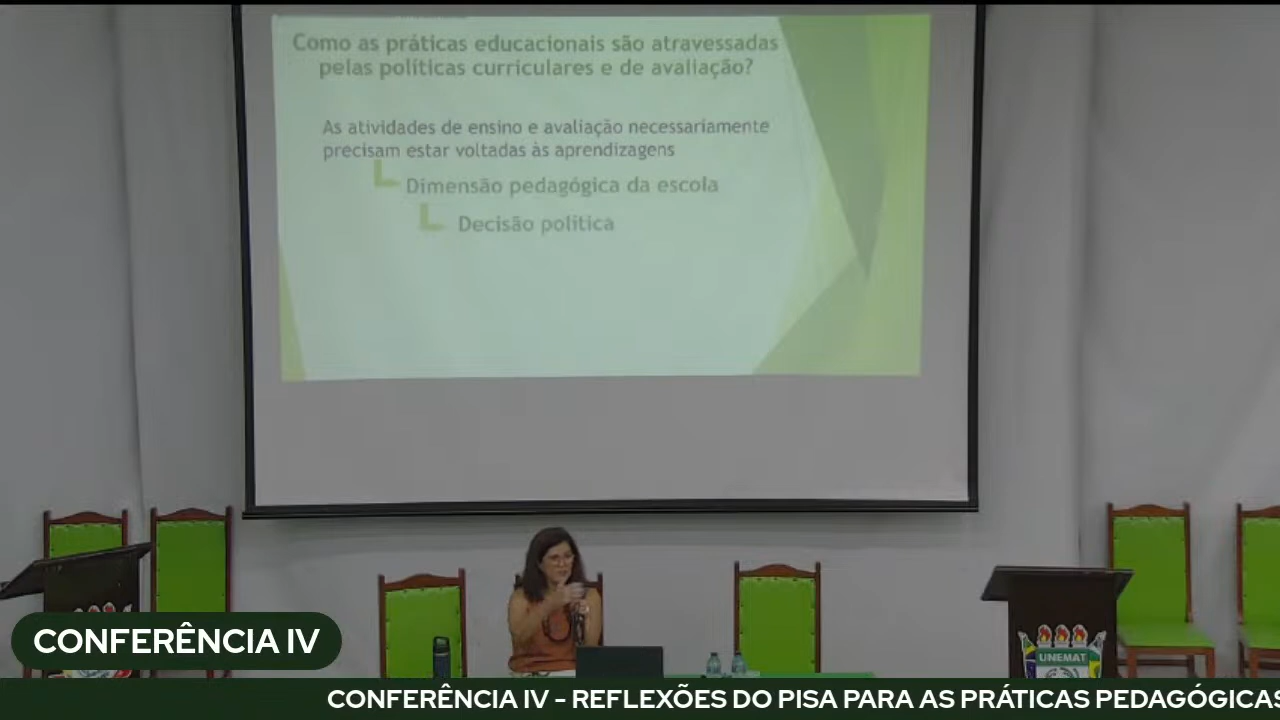 Como as práticas educacionais são atravessadas
pelas políticas curriculares e de avaliação?
As atividades de ensino e avaliação necessariamente
precisam estar voltadas às aprendizagens
Dimensão pedagógica da escola
Decisão política
UNEMAT
CONFERÊNCIA IV
CONFERÊNCIA IV - REFLEXÕES DO PISA PARA AS PRÁTICAS PEDAGÓGICAS